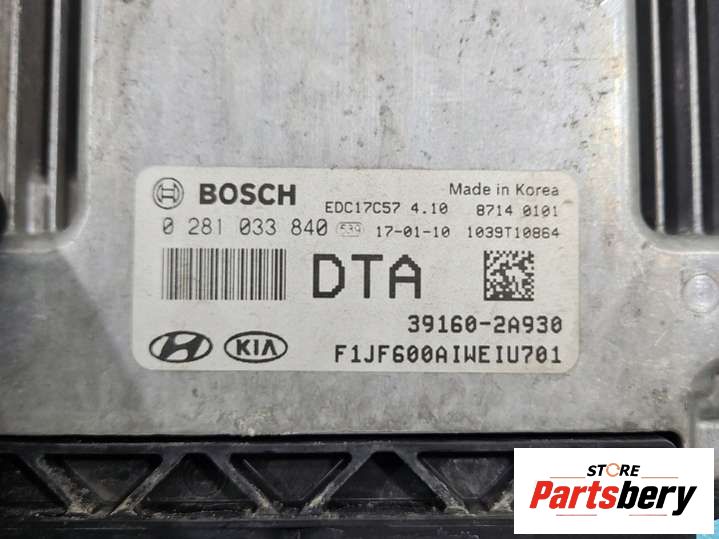 BOSCH
Made in Korea
EDC17C57 4.10 8714 0101
0 281 033 840 17-01-10 1039T10864
DTA
39160-2A930
KIA
F1JF600AIWEIU701
STORE
Partsbery